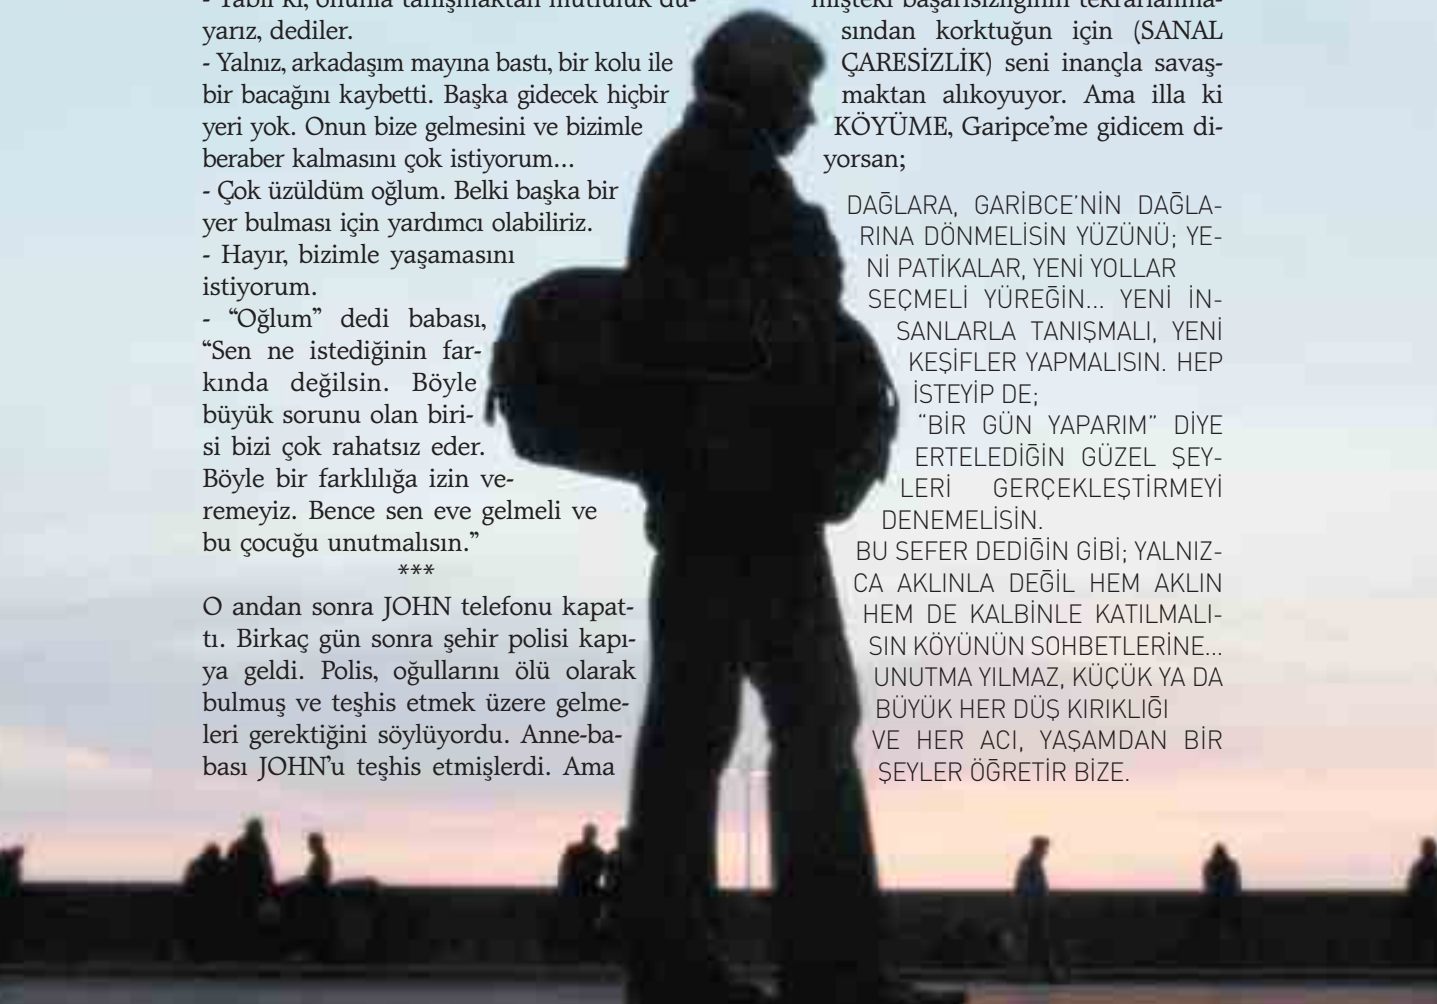 - Tabii ki, onunla tanışmaktan mutluluk du-
yarız, dediler.
- Yalnız, arkadaşım mayına bastı, bir kolu ile
bir bacağını kaybetti. Başka gidecek hiçbir
yeri yok. Onun bize gelmesini ve bizimle
beraber kalmasını çok istiyorum...
- Çok üzüldüm oğlum. Belki başka bir
yer bulması için yardımcı olabiliriz.
- Hayır, bizimle yaşamasını
istiyorum.
- “Oğlum” dedi babası,
“Sen ne istediğinin far-
kında değilsin. Böyle
büyük sorunu olan biri-
si bizi çok rahatsız eder.
Böyle bir farklılığa izin ve-
remeyiz. Bence sen eve gelmeli ve
bu çocuğu unutmalısın.”
***
O andan sonra JOHN telefonu kapat-
tı. Birkaç gün sonra şehir polisi kapı-
ya geldi. Polis, oğullarını ölü olarak
bulmuş ve teşhis etmek üzere gelme-
leri gerektiğini söylüyordu. Anne-ba-
bası JOHN’u teşhis etmişlerdi. Ama
mişteki başarısızlığının tekrarlanma-
sından korktuğun için (SANAL
ÇARESİZLİK) seni inançla savaş-
maktan alıkoyuyor. Ama illa ki
KÖYÜME, Garipce’me gidicem di-
yorsan;
DAĞLARA, GARİBCE’NİN DAĞLA-
RINA DÖNMELİSİN YÜZÜNÜ; YE-
Nİ PATİKALAR, YENİ YOLLAR
SEÇMELİ YÜREĞİN... YENİ İN-
SANLARLA TANIŞMALI, YENİ
KEŞİFLER YAPMALISIN. HEP
İSTEYİP DE;
“BİR GÜN YAPARIM” DİYE
ERTELEDİĞİN GÜZEL ŞEY-
LERİ GERÇEKLEŞTİRMEYİ
DENEMELİSİN.
BU SEFER DEDİĞİN GİBİ; YALNIZ-
CA AKLINLA DEĞİL HEM AKLIN
HEM DE KALBİNLE KATILMALI-
SIN KÖYÜNÜN SOHBETLERİNE...
UNUTMA YILMAZ, KÜÇÜK YA DA
BÜYÜK HER DÜŞ KIRIKLIĞI
VE HER ACI, YAŞAMDAN BİR
ŞEYLER ÖĞRETİR BİZE.